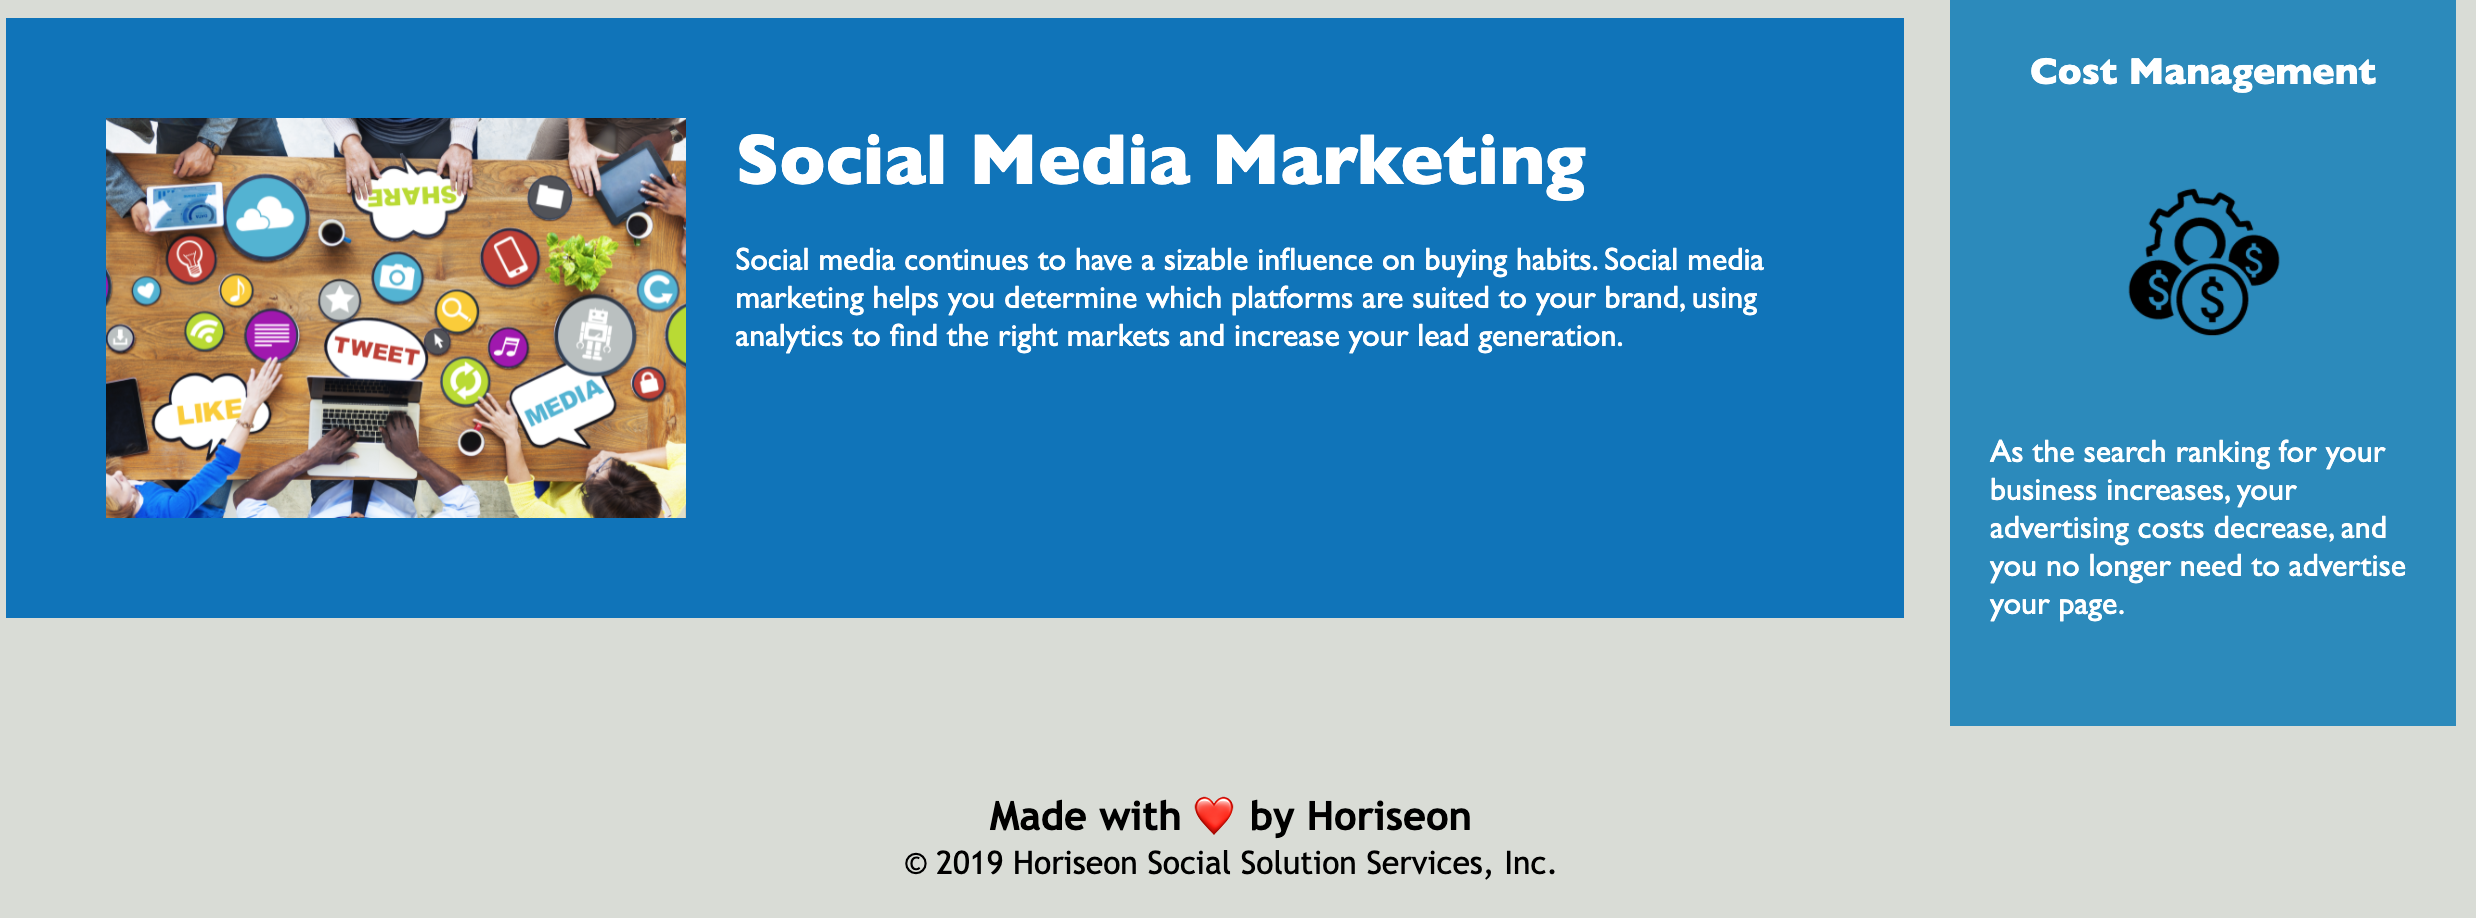 Social Media Marketing
Social media continues to have a sizable influence on buying habits. Social media
marketing helps you determine which platforms are suited to your brand, using
analytics to find the right markets and increase your lead generation.
SHARE
TWEET
LIKE
MEDIA
Cost Management
$ $ $
As the search ranking for your
business increases, your
advertising costs decrease, and
you no longer need to advertise
your page.
Made with ❤️ by Horiseon
© 2019 Horiseon Social Solution Services, Inc.